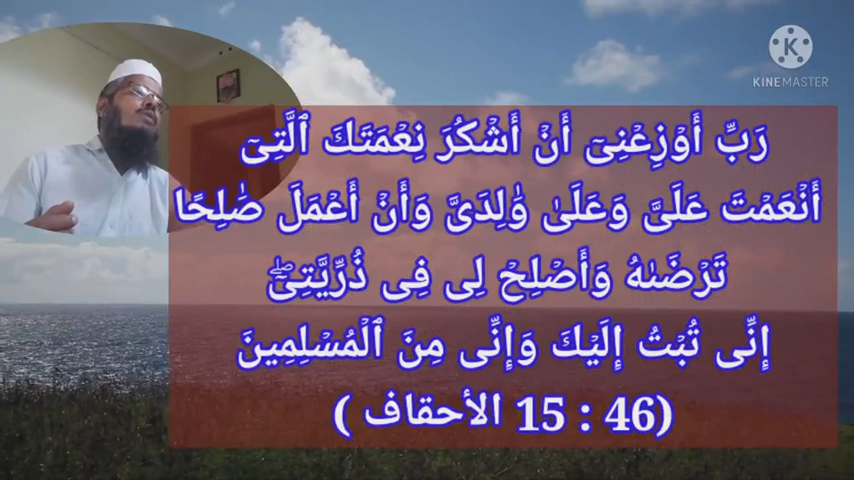 KINEMASTER
رَبِّ أَوۡزِعۡنِىٓ أَنۡ أَشۡكُرَ نِعۡمَتَكَ ٱلَّتِىٓ
أَنۡعَمۡتَ عَلَىَّ وَعَلَىٰ وَٰلِدَىَّ وَأَنۡ أَعۡمَلَ صَٰلِحًا
تَرۡضَىٰهُ وَأَصۡلِحۡ لِى فِى ذُرِّيَّتِىٓۖ
إِنِّى تُبۡتُ إِلَيۡكَ وَإِنِّى مِنَ ٱلۡمُسۡلِمِينَ
(46 : 15 الأحقاف )